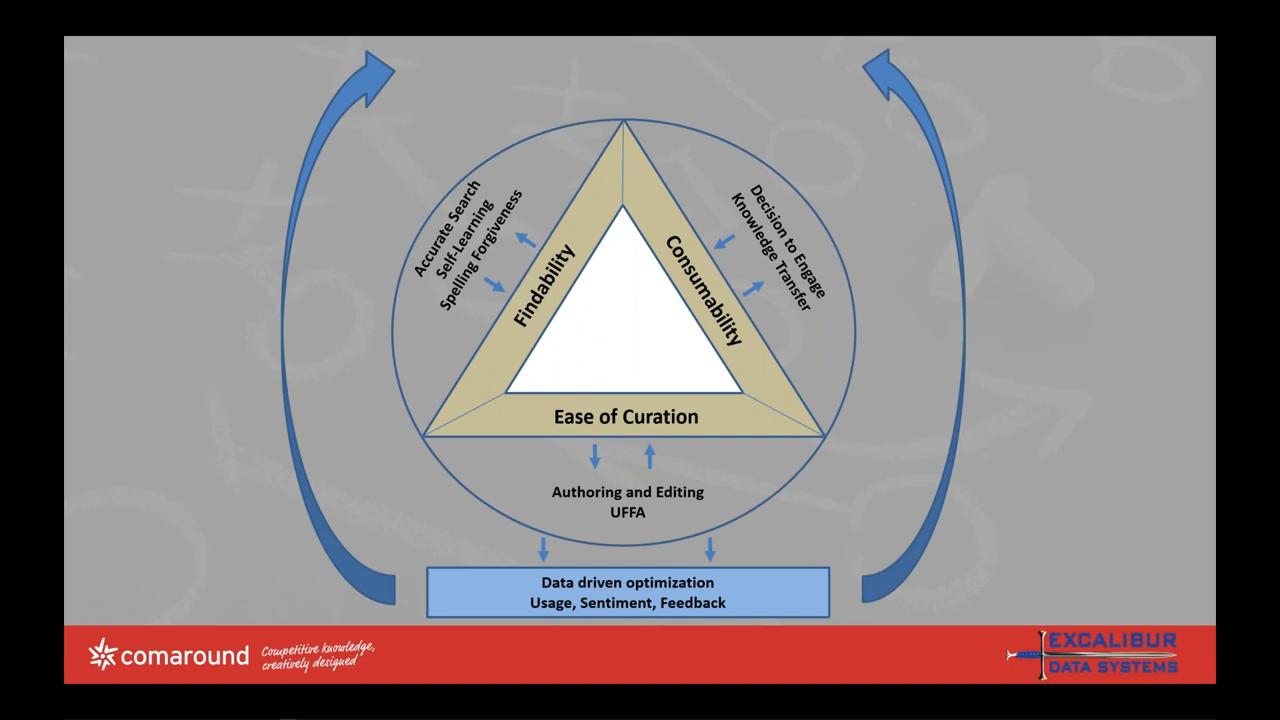 Accurate Search
Self-Learning
Spelling Forgiveness
Findability
Decision to Engage
Knowledge Transfer
Consumability
Ease of Curation
Authoring and Editing
UFFA
Data driven optimization
Usage, Sentiment, Feedback
comaround
Competitive knowledge,
creatively designed
EXCALIBUR
DATA SYSTEMS